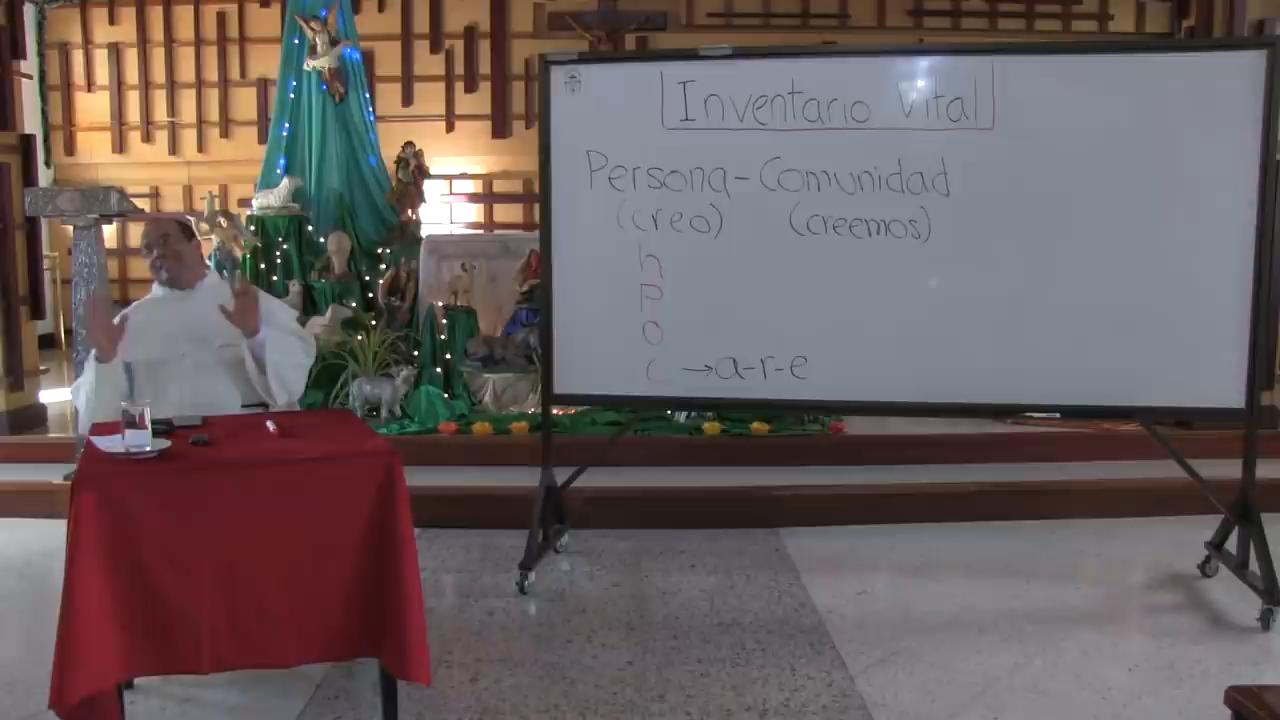 Inventario Vital
Persona - Comunidad
(creo) (creemos)
h
P
O
C → a-r-e